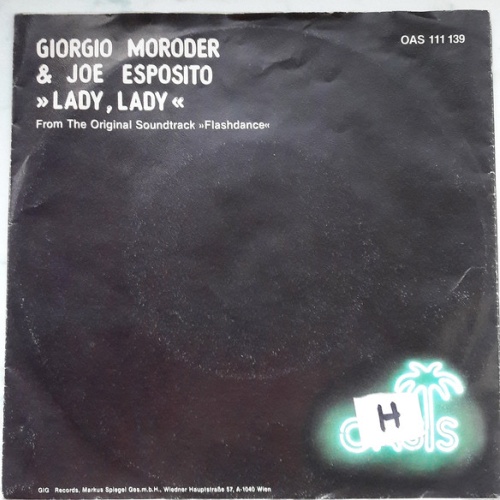 GIORGIO MORODER
& JOE ESPOSITO
»LADY, LADY«
From The Original Soundtrack »Flashdance«
OAS 111 139
H
OASIS
GIG Records, Markus Spiegel Ges.m.b.H., Wiedner Hauptstraße 57, A-1040 Wien